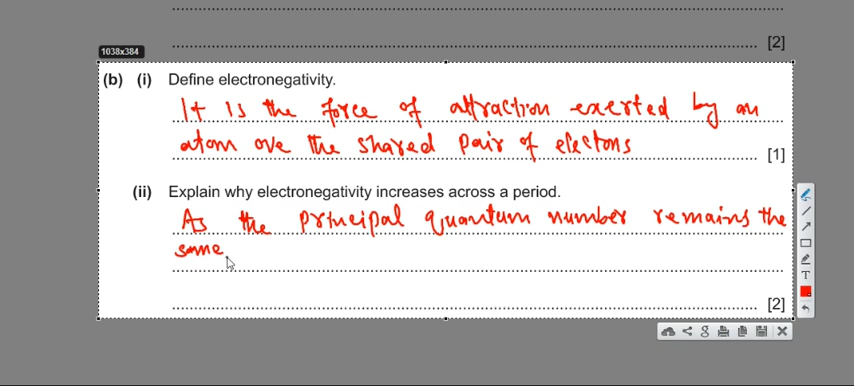 [2]
1038x384
(b) (i) Define electronegativity.
It is the force of attraction exerted by an
atom ove the shared pair of electons
[1]
(ii) Explain why electronegativity increases across a period.
As the principal quantum number remains the
same
[2]